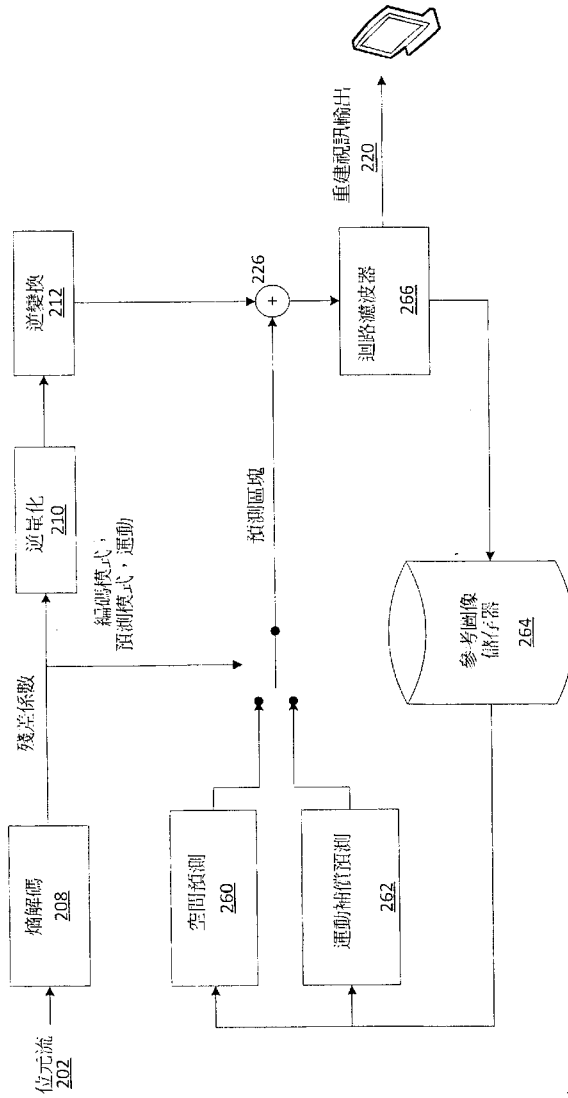 位元流
202
熵解碼
208
殘差係數
逆量化
210
逆變換
212
編碼模式,
預測模式, 運動
空間預測
260
運動補償預測
262
預測區塊
226
+
迴路濾波器
266
重建視訊輸出
220
參考圖像
儲存器
264